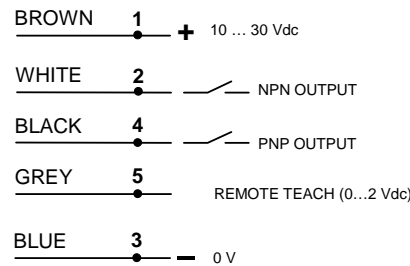 BROWN 1 + 10 … 30 Vdc
WHITE 2 NPN OUTPUT
BLACK 4 PNP OUTPUT
GREY 5 REMOTE TEACH (0…2 Vdc)
BLUE 3 − 0 V